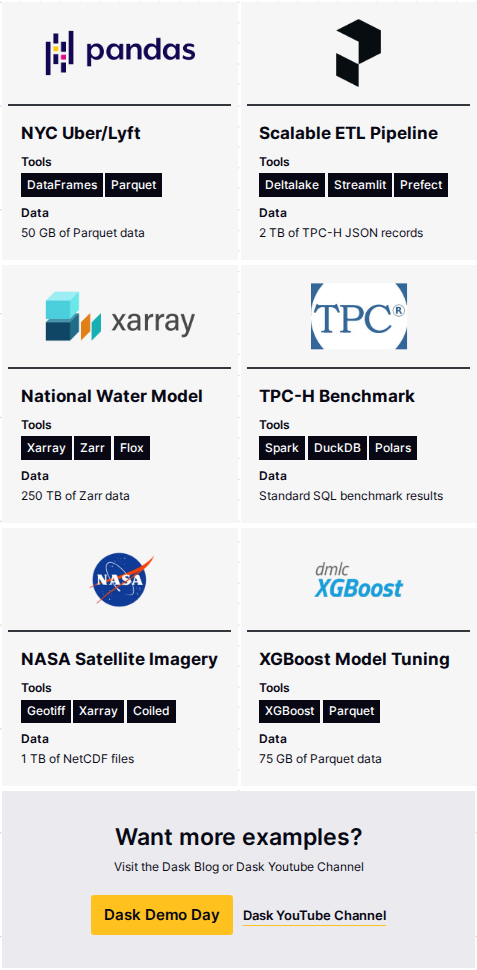 pandas
NYC Uber/Lyft
Tools
DataFrames Parquet
Data
50 GB of Parquet data
Scalable ETL Pipeline
Tools
Deltalake Streamlit Prefect
Data
2 TB of TPC-H JSON records
xarray
National Water Model
Tools
Xarray Zarr Flox
Data
250 TB of Zarr data
TPC®
TPC-H Benchmark
Tools
Spark DuckDB Polars
Data
Standard SQL benchmark results
NASA
NASA Satellite Imagery
Tools
Geotiff Xarray Coiled
Data
1 TB of NetCDF files
dmlc
XGBoost
XGBoost Model Tuning
Tools
XGBoost Parquet
Data
75 GB of Parquet data
Want more examples?
Visit the Dask Blog or Dask Youtube Channel
Dask Demo Day Dask YouTube Channel